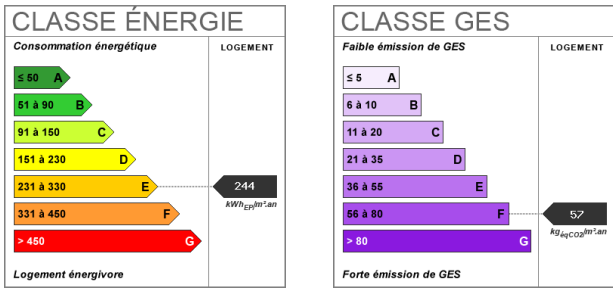 CLASSE ÉNERGIE
Consommation énergétique
LOGEMENT
≤ 50 A
51 à 90 B
91 à 150 C
151 à 230 D
231 à 330 E
244
kWhEP/m².an
331 à 450 F
> 450 G
Logement énergivore
CLASSE GES
Faible émission de GES
LOGEMENT
≤ 5 A
6 à 10 B
11 à 20 C
21 à 35 D
36 à 55 E
56 à 80 F
57
kgéqCO2/m².an
> 80 G
Forte émission de GES